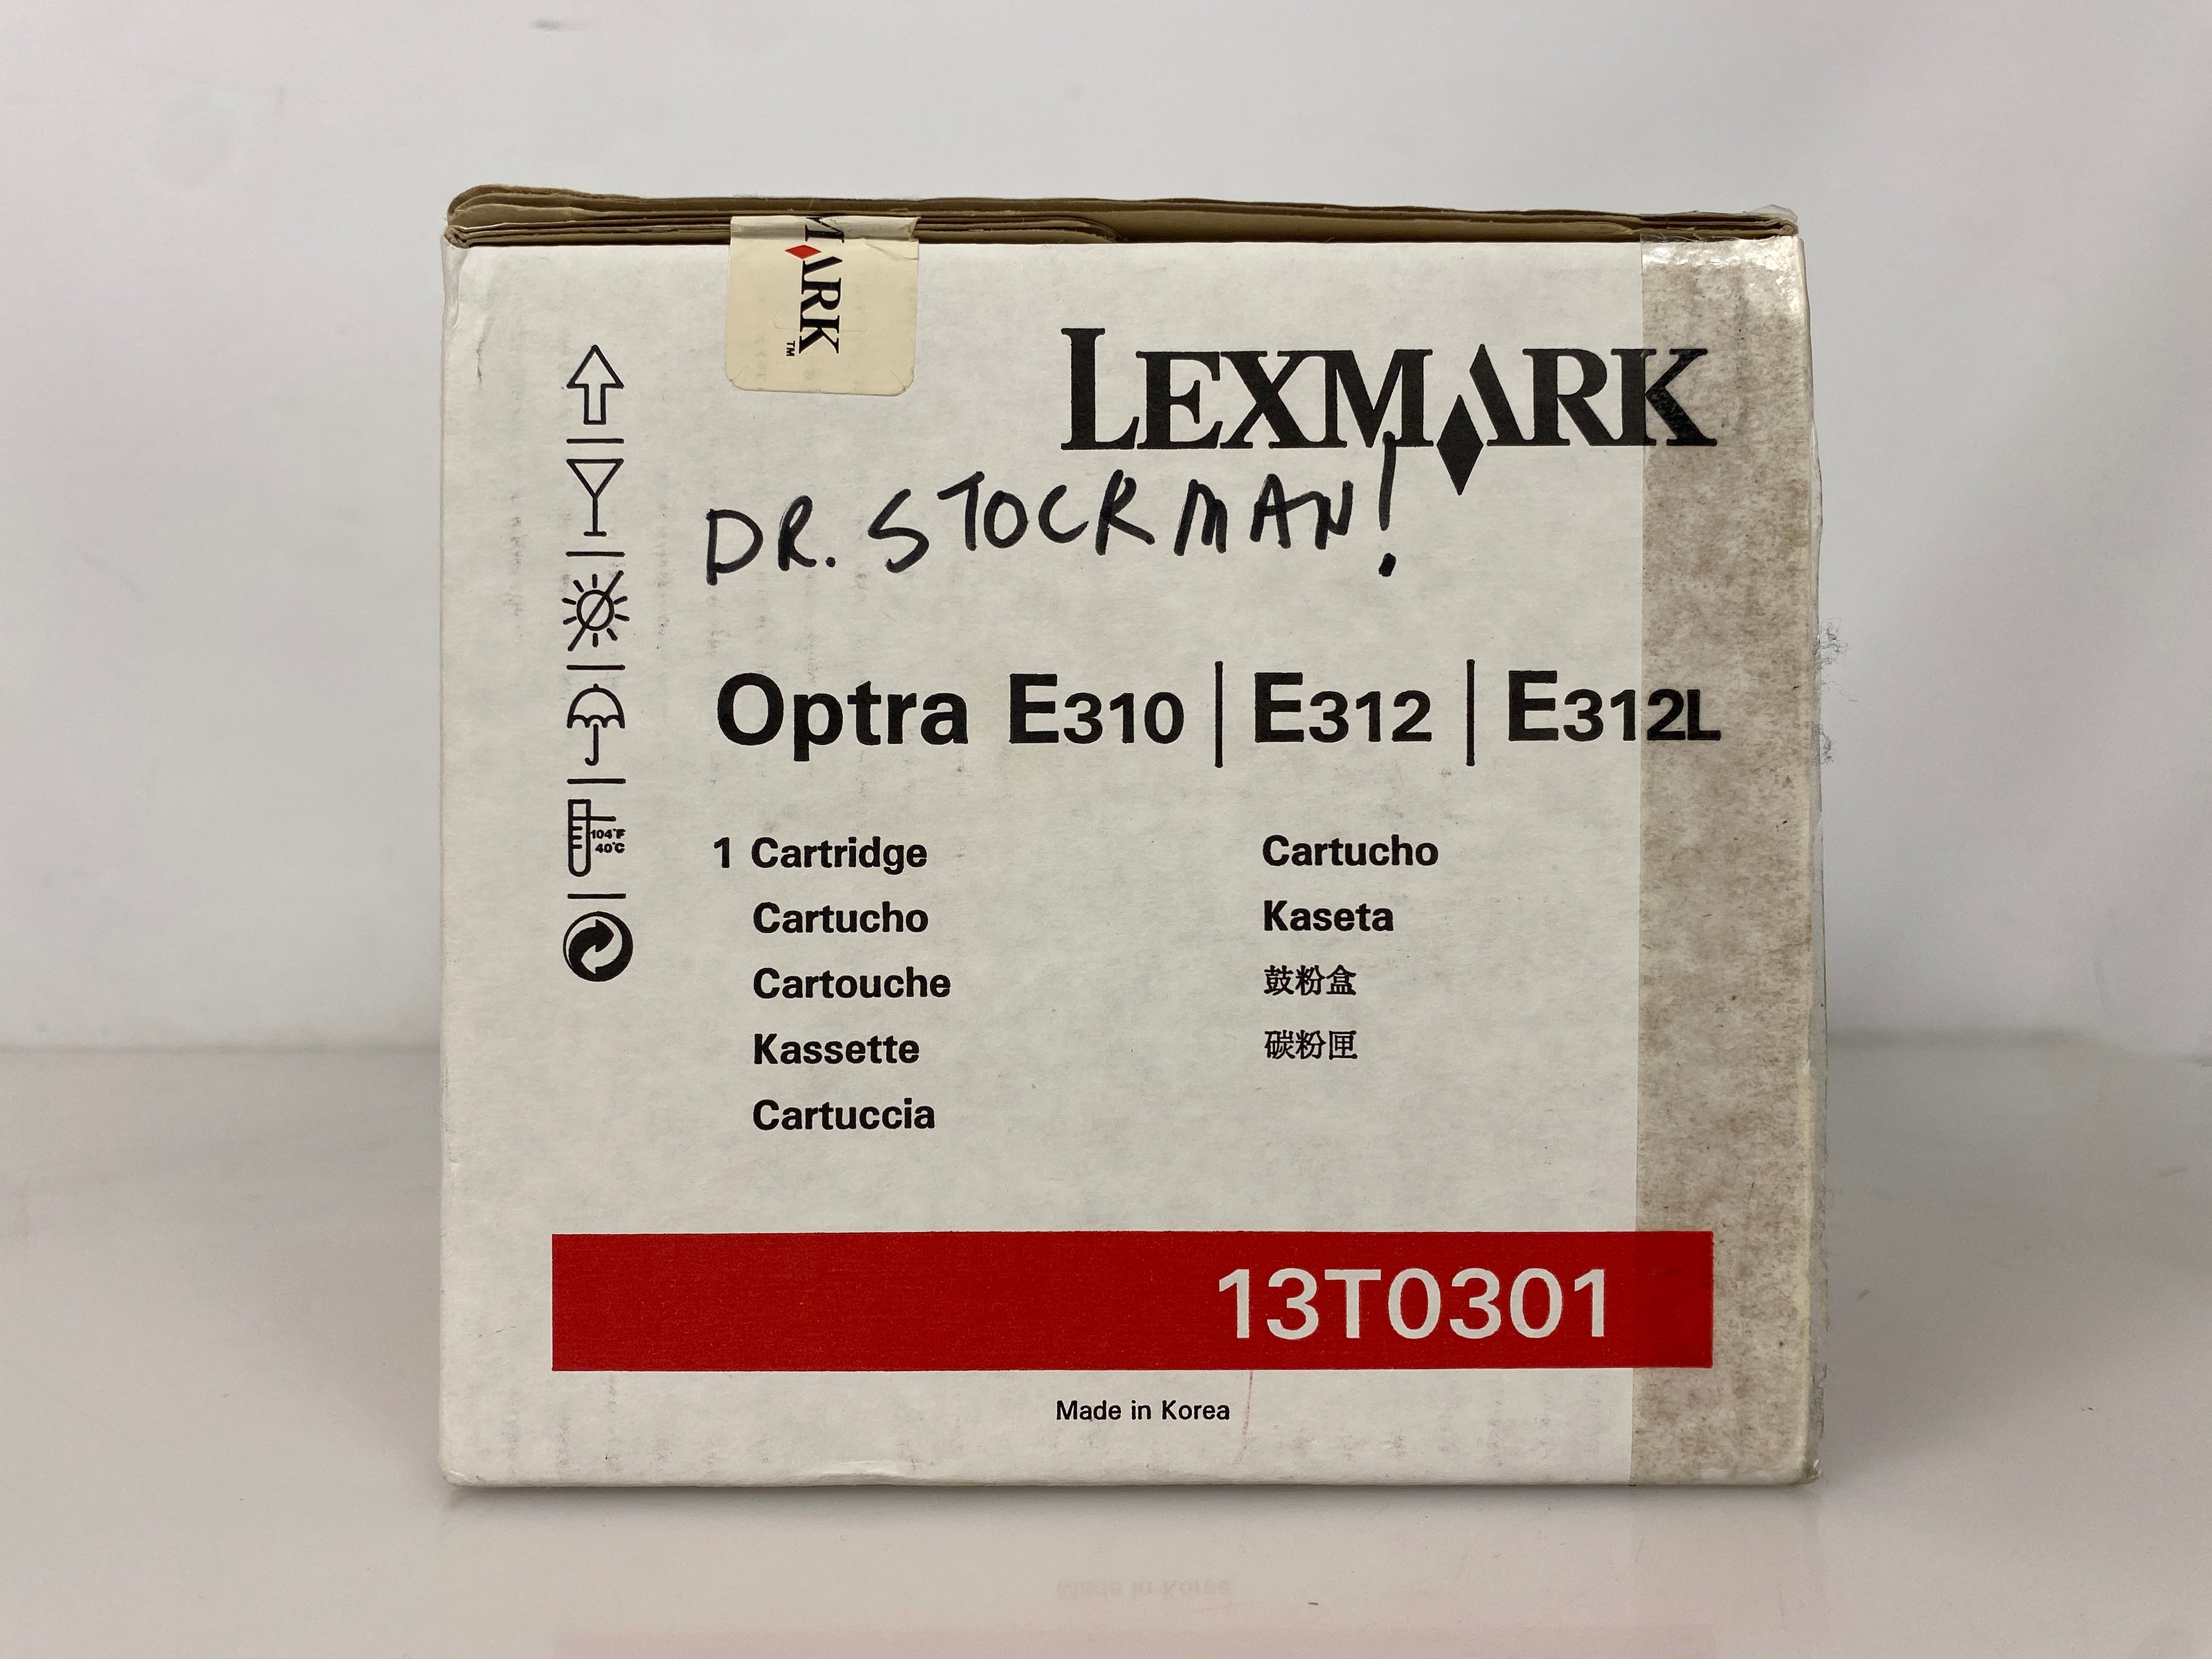 MARK™
LEXMARK
DR. STOCKMAN!
Optra E310 | E312 | E312L
104°F
40°C
1 Cartridge
Cartucho
Cartouche
Kassette
Cartuccia
Cartucho
Kaseta
鼓粉盒
碳粉匣
13T0301
Made in Korea